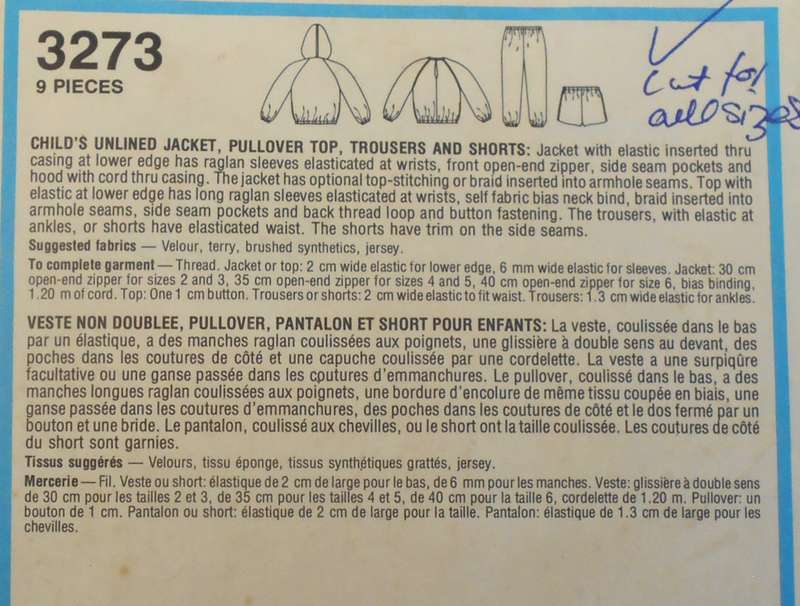 3273
9 PIECES
cut for
all sizes
CHILD'S UNLINED JACKET, PULLOVER TOP, TROUSERS AND SHORTS: Jacket with elastic inserted thru
casing at lower edge has raglan sleeves elasticated at wrists, front open-end zipper, side seam pockets and
hood with cord thru casing. The jacket has optional top-stitching or braid inserted into armhole seams. Top with
elastic at lower edge has long raglan sleeves elasticated at wrists, self fabric bias neck bind, braid inserted into
armhole seams, side seam pockets and back thread loop and button fastening. The trousers, with elastic at
ankles, or shorts have elasticated waist. The shorts have trim on the side seams.
Suggested fabrics — Velour, terry, brushed synthetics, jersey.
To complete garment — Thread. Jacket or top: 2 cm wide elastic for lower edge, 6 mm wide elastic for sleeves. Jacket: 30 cm
open-end zipper for sizes 2 and 3, 35 cm open-end zipper for sizes 4 and 5, 40 cm open-end zipper for size 6, bias binding,
1.20 m of cord. Top: One 1 cm button. Trousers or shorts: 2 cm wide elastic to fit waist. Trousers: 1.3 cm wide elastic for ankles.
VESTE NON DOUBLEE, PULLOVER, PANTALON ET SHORT POUR ENFANTS: La veste, coulissée dans le bas
par un élastique, a des manches raglan coulissées aux poignets, une glissière à double sens au devant, des
poches dans les coutures de côté et une capuche coulissée par une cordelette. La veste a une surpiqûre
facultative ou une ganse passée dans les coutures d'emmanchures. Le pullover, coulissé dans le bas, a des
manches longues raglan coulissées aux poignets, une bordure d'encolure de même tissu coupée en biais, une
ganse passée dans les coutures d'emmanchures, des poches dans les coutures de côté et le dos fermé par un
bouton et une bride. Le pantalon, coulissé aux chevilles, ou le short ont la taille coulissée. Les coutures de côté
du short sont garnies.
Tissus suggérés — Velours, tissu éponge, tissus synthétiques grattés, jersey.
Mercerie — Fil. Veste ou short: élastique de 2 cm de large pour le bas, de 6 mm pour les manches. Veste: glissière à double sens
de 30 cm pour les tailles 2 et 3, de 35 cm pour les tailles 4 et 5, de 40 cm pour la taille 6, cordelette de 1.20 m. Pullover: un
bouton de 1 cm. Pantalon ou short: élastique de 2 cm de large pour la taille. Pantalon: élastique de 1.3 cm de large pour les
chevilles.